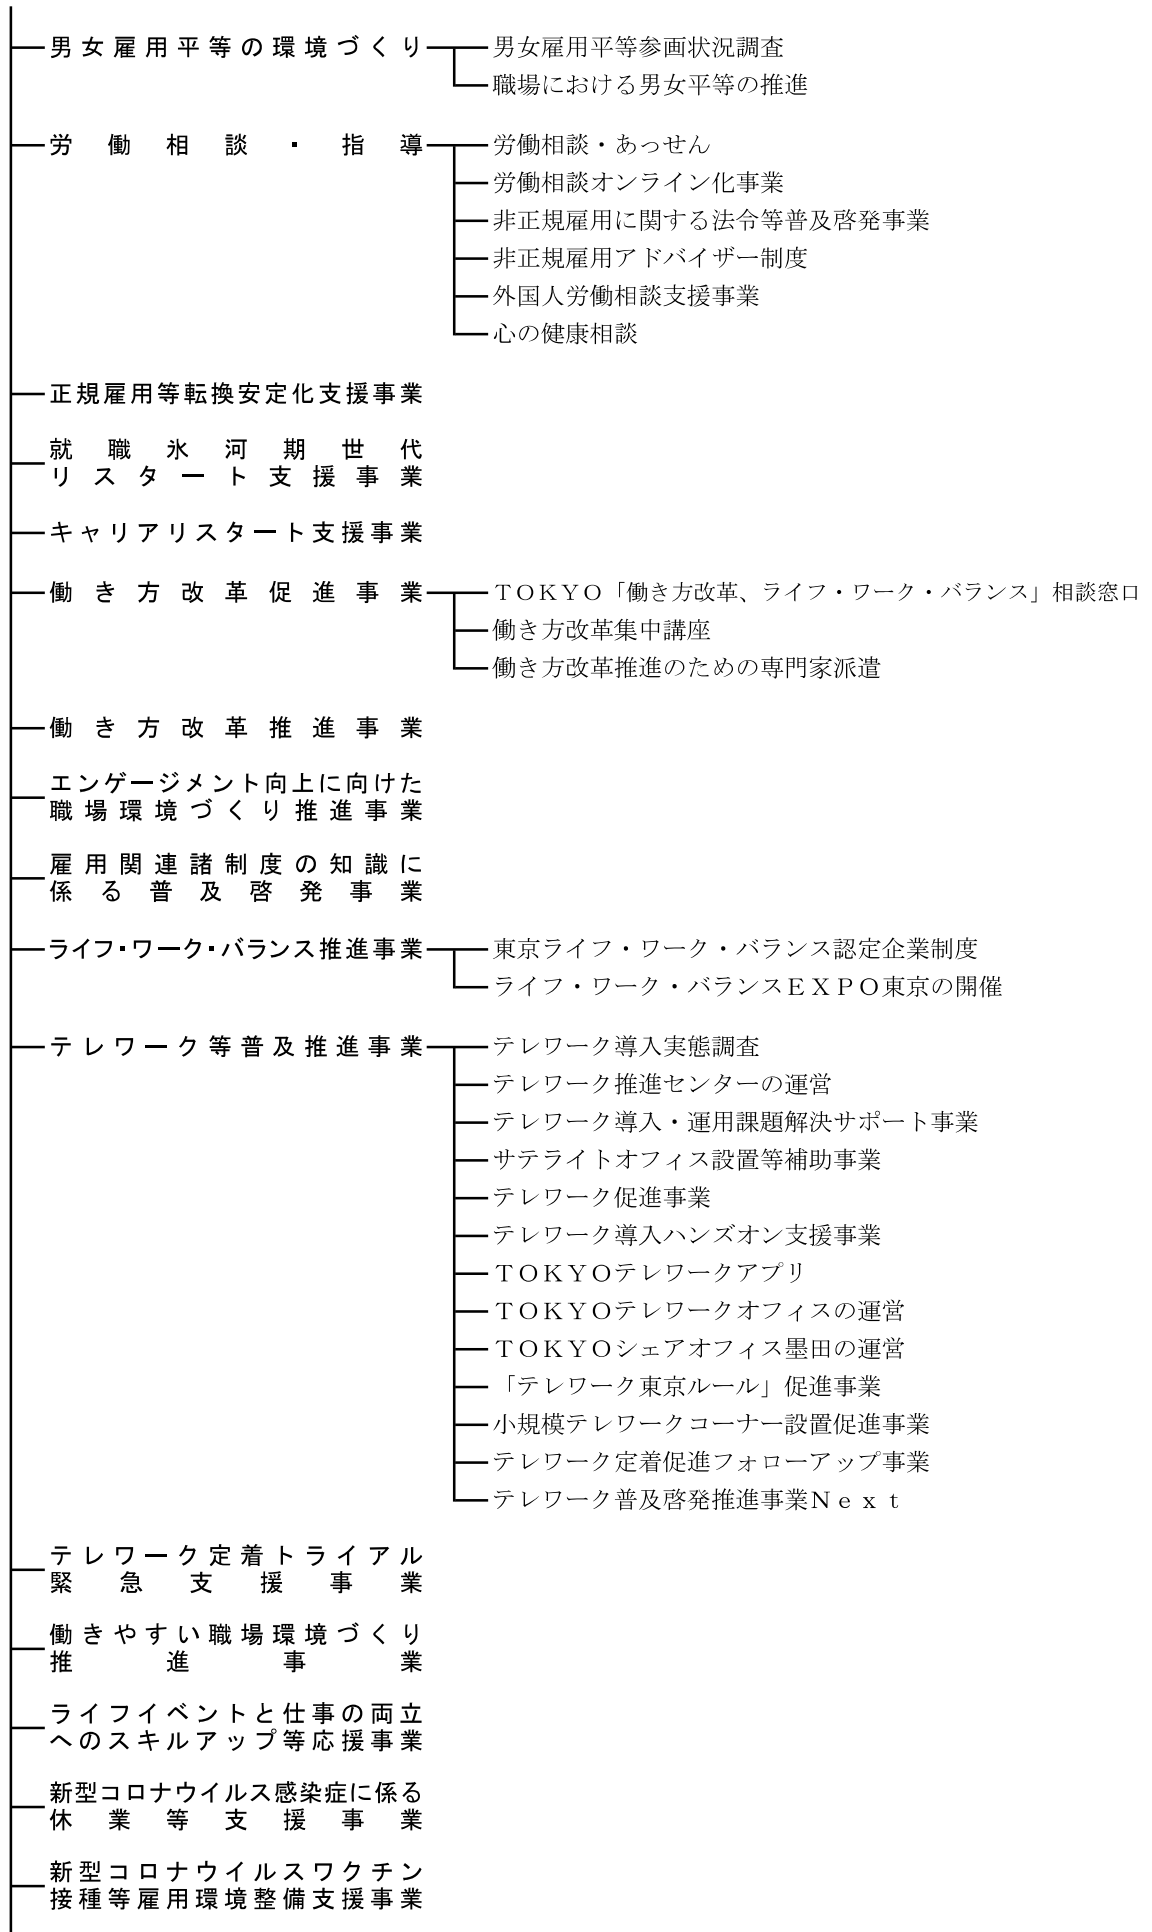 男女雇用平等の環境づくり
男女雇用平等参画状況調査
職場における男女平等の推進
労働相談・指導
労働相談・あっせん
労働相談オンライン化事業
非正規雇用に関する法令等普及啓発事業
非正規雇用アドバイザー制度
外国人労働相談支援事業
心の健康相談
正規雇用等転換安定化支援事業
就職氷河期世代
リスタート支援事業
キャリアリスタート支援事業
働き方改革促進事業
ＴＯＫＹＯ「働き方改革、ライフ・ワーク・バランス」相談窓口
働き方改革集中講座
働き方改革推進のための専門家派遣
働き方改革推進事業
エンゲージメント向上に向けた
職場環境づくり推進事業
雇用関連諸制度の知識に
係る普及啓発事業
ライフ・ワーク・バランス推進事業
東京ライフ・ワーク・バランス認定企業制度
ライフ・ワーク・バランスＥＸＰＯ東京の開催
テレワーク等普及推進事業
テレワーク導入実態調査
テレワーク推進センターの運営
テレワーク導入・運用課題解決サポート事業
サテライトオフィス設置等補助事業
テレワーク促進事業
テレワーク導入ハンズオン支援事業
ＴＯＫＹＯテレワークアプリ
ＴＯＫＹＯテレワークオフィスの運営
ＴＯＫＹＯシェアオフィス墨田の運営
「テレワーク東京ルール」促進事業
小規模テレワークコーナー設置促進事業
テレワーク定着促進フォローアップ事業
テレワーク普及啓発推進事業Ｎｅｘｔ
テレワーク定着トライアル
緊急支援事業
働きやすい職場環境づくり
推進事業
ライフイベントと仕事の両立
へのスキルアップ等応援事業
新型コロナウイルス感染症に係る
休業等支援事業
新型コロナウイルスワクチン
接種等雇用環境整備支援事業